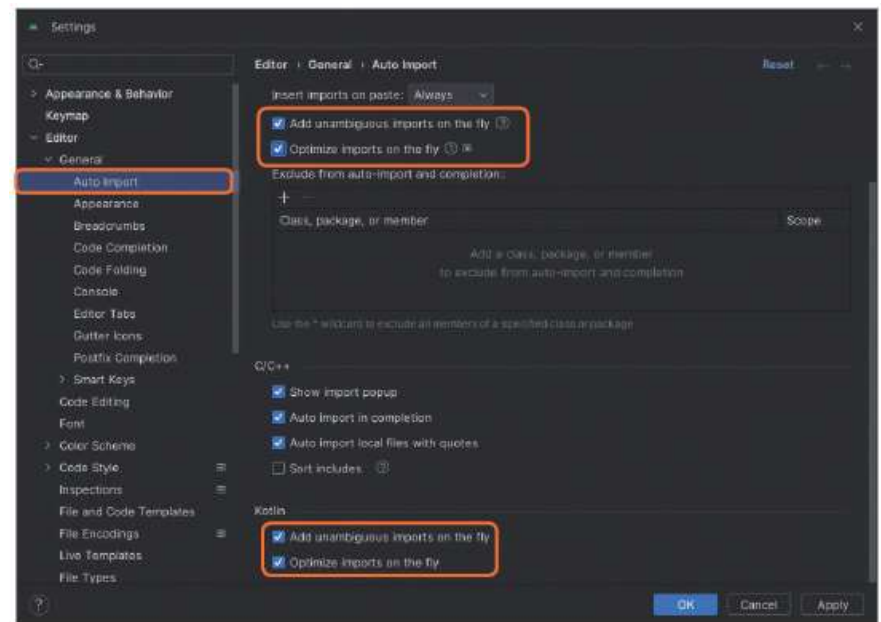 Settings
Appearance & Behavior
Keymap
Editor
General
Auto Import
Appearance
Breadcrumbs
Code Completion
Code Folding
Console
Editor Tabs
Gutter Icons
Postfix Completion
Smart Keys
Code Editing
Font
Color Scheme
Code Style
Inspections
File and Code Templates
File Encodings
Live Templates
File Types
Editor › General › Auto Import
Reset
Insert imports on paste: Always
Add unambiguous imports on the fly
Optimize imports on the fly
Exclude from auto-import and completion:
Class, package, or member Scope
Add a class, package, or member
to exclude from auto-import and completion
Use the * wildcard to exclude all members of a specified class or package
C/C++
Show import popup
Auto import in completion
Auto import local files with quotes
Sort includes
Kotlin
Add unambiguous imports on the fly
Optimize imports on the fly
?
OK Cancel Apply